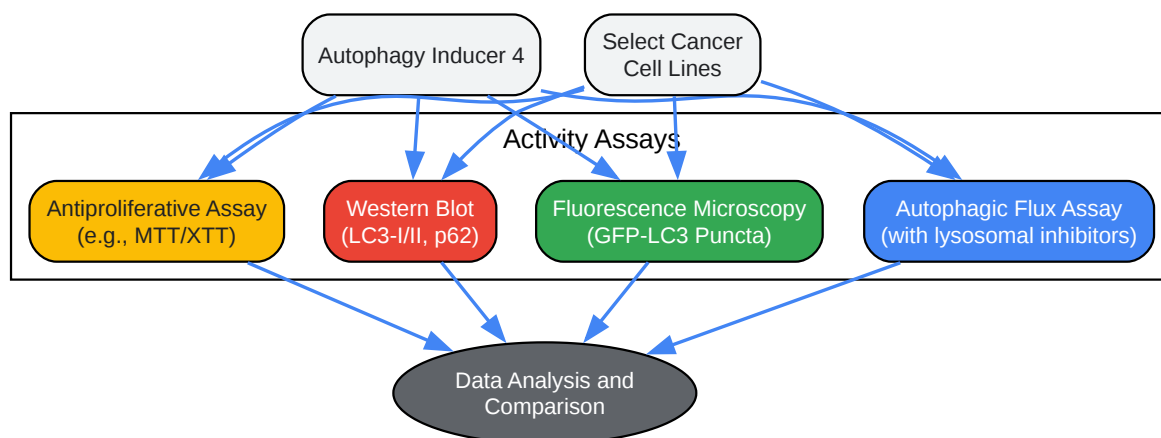 Autophagy Inducer 4
Select Cancer
Cell Lines
Activity Assays
Antiproliferative Assay
(e.g., MTT/XTT)
Western Blot
(LC3-I/II, p62)
Fluorescence Microscopy
(GFP-LC3 Puncta)
Autophagic Flux Assay
(with lysosomal inhibitors)
Data Analysis and
Comparison